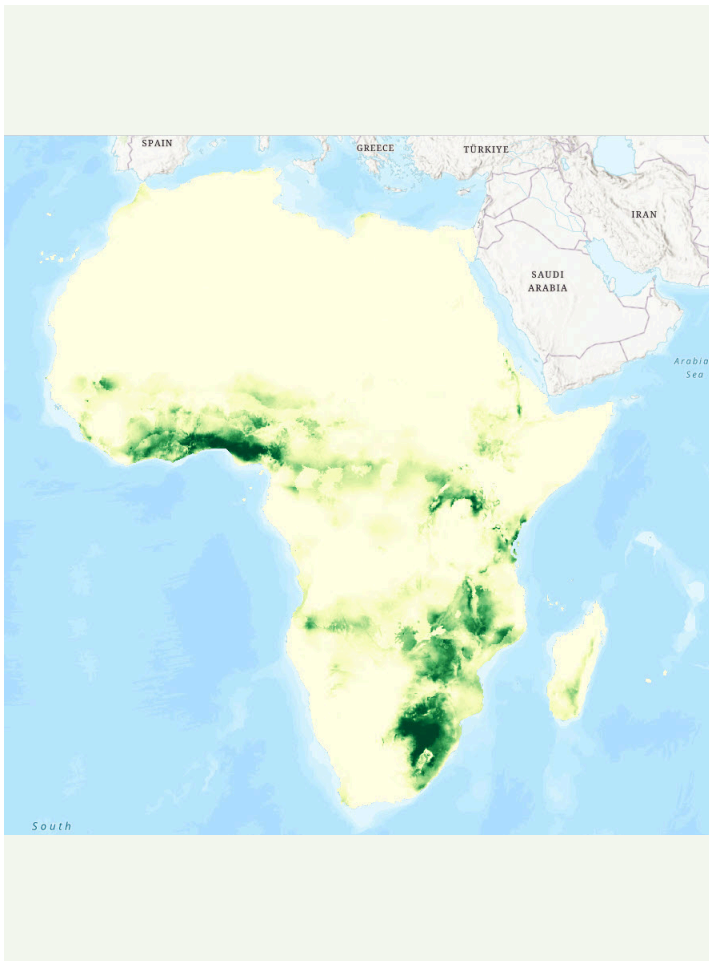 SPAIN
GREECE
TÜRKIYE
IRAN
SAUDI
ARABIA
Arabia
Sea
South